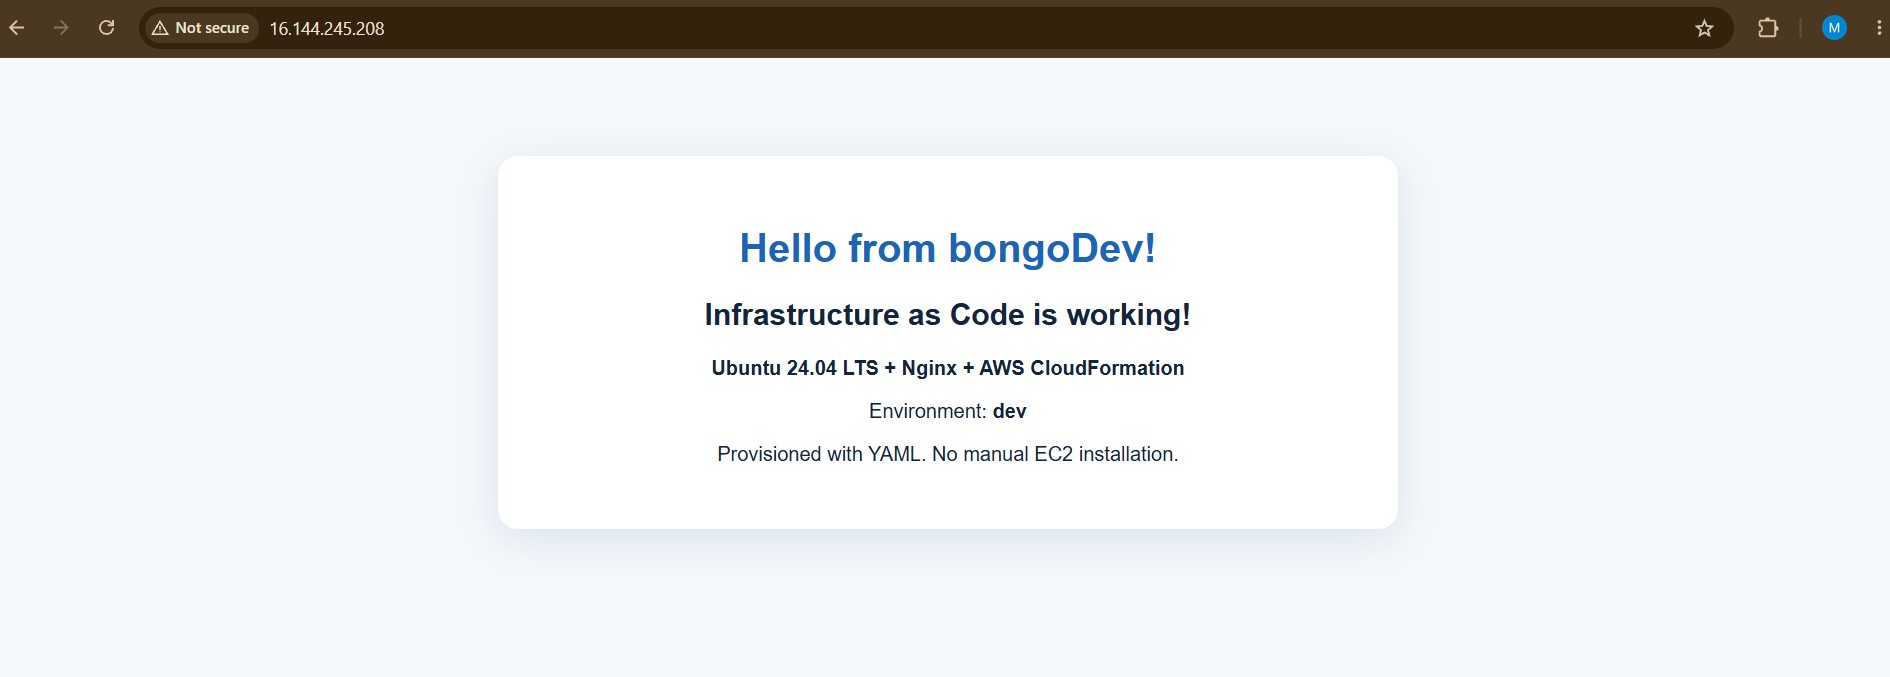 Not secure
16.144.245.208
M
Hello from bongoDev!
Infrastructure as Code is working!
Ubuntu 24.04 LTS + Nginx + AWS CloudFormation
Environment: dev
Provisioned with YAML. No manual EC2 installation.